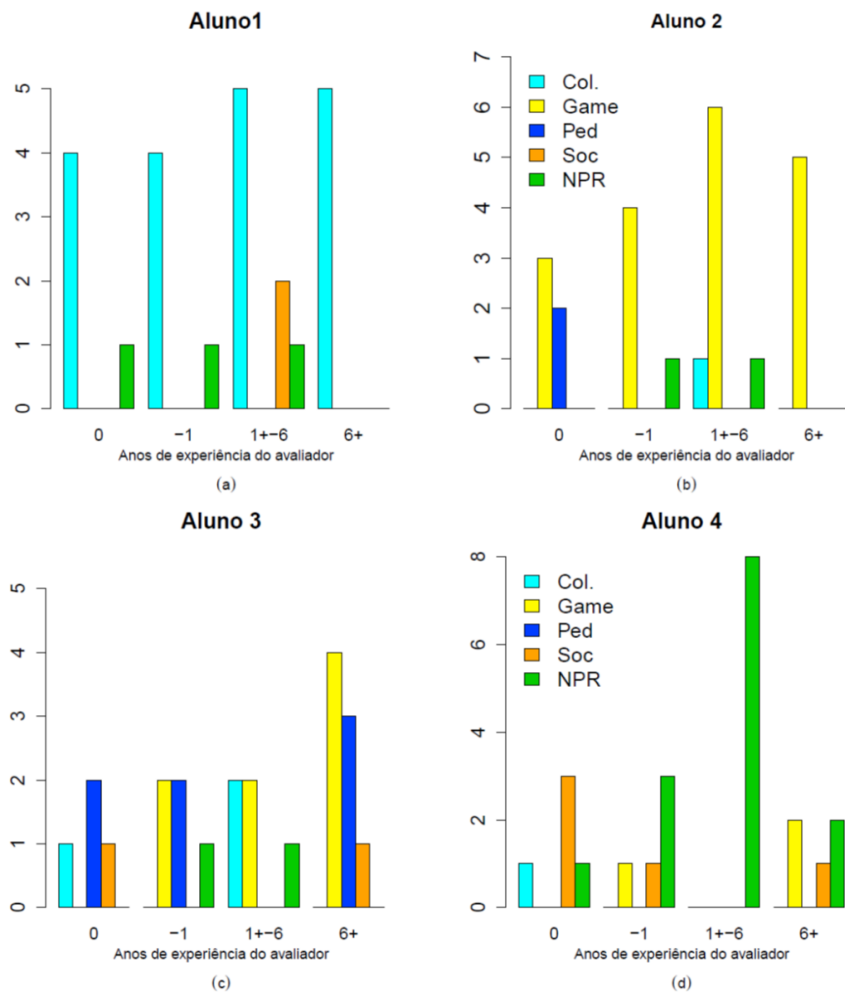 Aluno1
5
4
3
2
1
0
0 −1 1+−6 6+
Anos de experiência do avaliador
(a)
Aluno 2
7
6
5
4
3
2
1
0
Col.
Game
Ped
Soc
NPR
0 −1 1+−6 6+
Anos de experiência do avaliador
(b)
Aluno 3
5
4
3
2
1
0
0 −1 1+−6 6+
Anos de experiência do avaliador
(c)
Aluno 4
8
6
4
2
0
Col.
Game
Ped
Soc
NPR
0 −1 1+−6 6+
Anos de experiência do avaliador
(d)